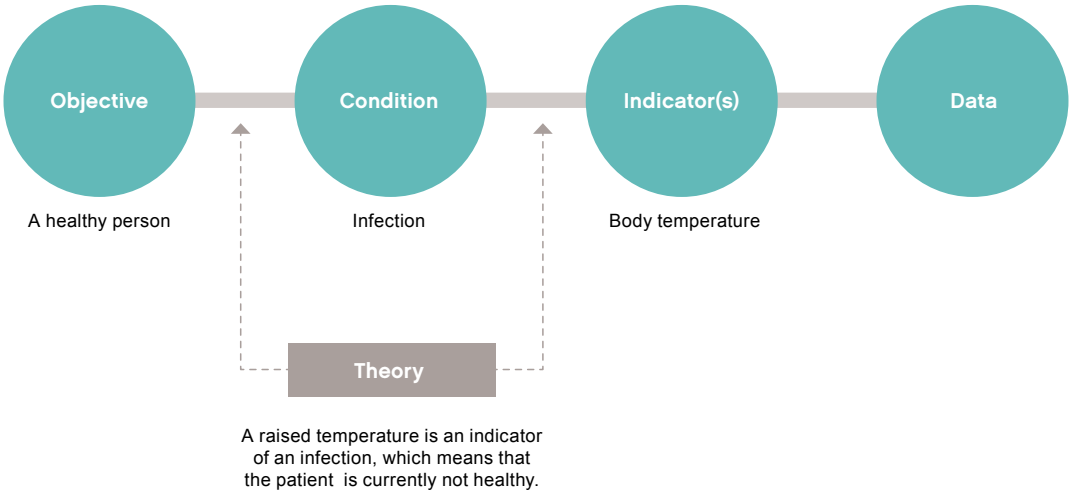 Objective
Condition
Indicator(s)
Data
A healthy person
Infection
Body temperature
Theory
A raised temperature is an indicator
of an infection, which means that
the patient  is currently not healthy.